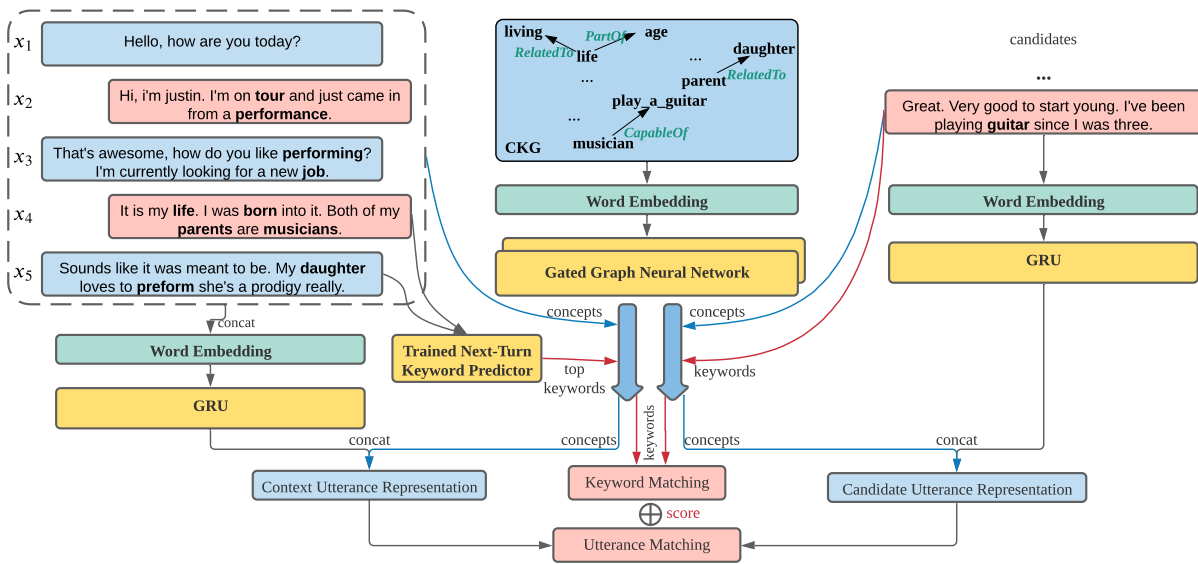 x1
Hello, how are you today?
x2
Hi, i'm justin. I'm on tour and just came in
from a performance.
x3
That's awesome, how do you like performing?
I'm currently looking for a new job.
x4
It is my life. I was born into it. Both of my
parents are musicians.
x5
Sounds like it was meant to be. My daughter
loves to preform she's a prodigy really.
concat
Word Embedding
GRU
Trained Next-Turn
Keyword Predictor
living
PartOf
age
RelatedTo
life
...
...
daughter
parent
RelatedTo
play_a_guitar
...
CapableOf
musician
CKG
Word Embedding
Gated Graph Neural Network
candidates
...
Great. Very good to start young. I've been
playing guitar since I was three.
Word Embedding
GRU
concepts
concepts
top
keywords
keywords
concat
concepts
keywords
concepts
concat
Context Utterance Representation
Keyword Matching
Candidate Utterance Representation
score
Utterance Matching